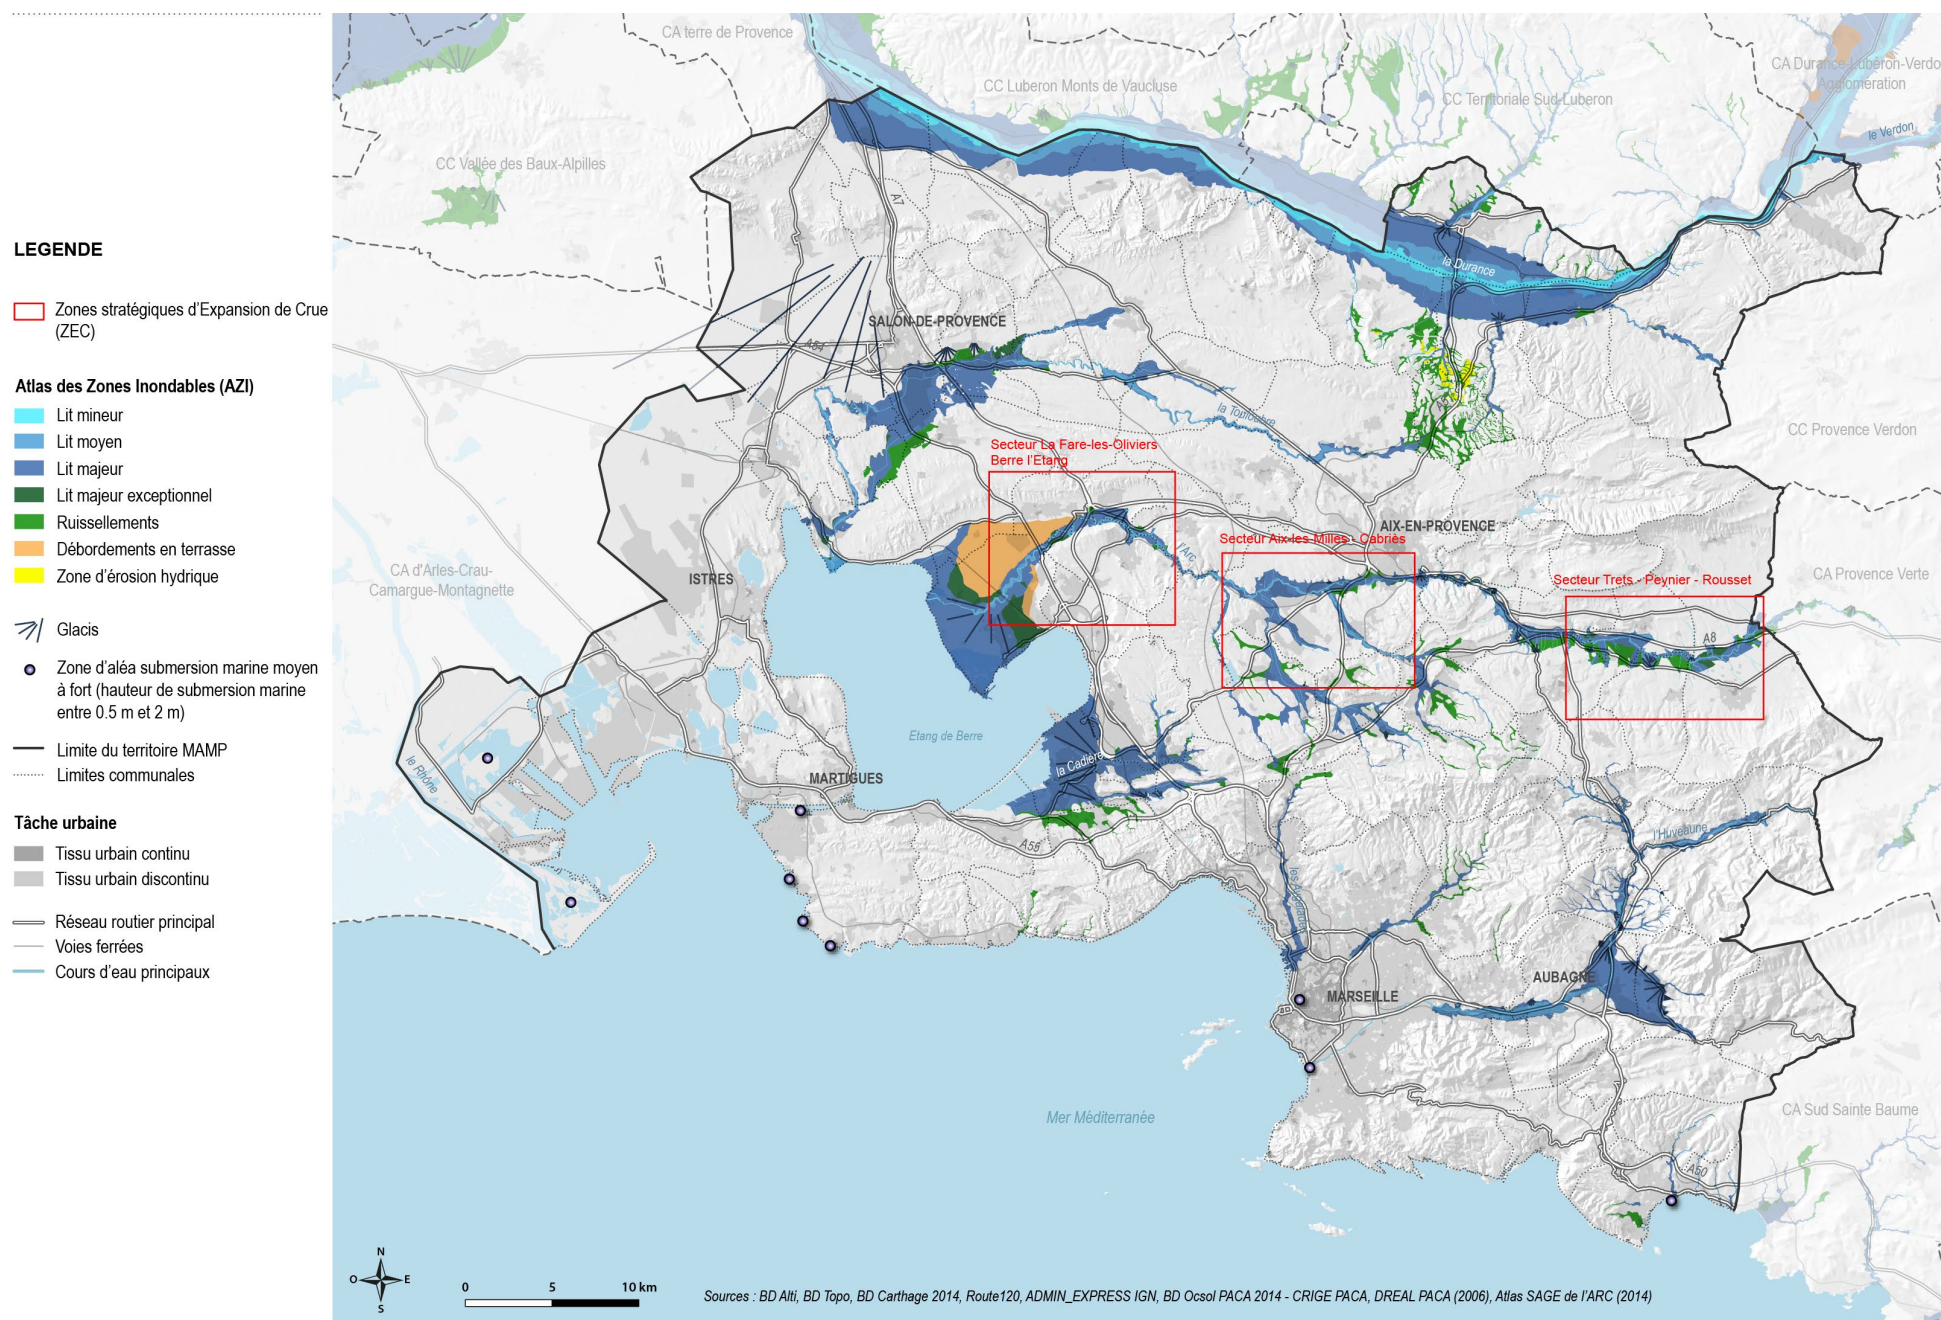 LEGENDE
Zones stratégiques d'Expansion de Crue
(ZEC)
Atlas des Zones Inondables (AZI)
Lit mineur
Lit moyen
Lit majeur
Lit majeur exceptionnel
Ruissellements
Débordements en terrasse
Zone d'érosion hydrique
Glacis
Zone d'aléa submersion marine moyen
à fort (hauteur de submersion marine
entre 0.5 m et 2 m)
Limite du territoire MAMP
Limites communales
Tâche urbaine
Tissu urbain continu
Tissu urbain discontinu
Réseau routier principal
Voies ferrées
Cours d'eau principaux
CA terre de Provence
CC Luberon Monts de Vaucluse
CC Territoriale Sud-Luberon
CA Durance-Lubéron-Verdo
Agglomération
le Verdon
CC Vallée des Baux-Alpilles
A7
la Durance
SALON-DE-PROVENCE
A54
la Touloubre
CC Provence Verdon
Secteur La Fare-les-Oliviers
Berre l'Etang
AIX-EN-PROVENCE
Secteur Aix-les-Milles - Cabriès
l'Arc
Secteur Trets - Peynier - Rousset
CA Provence Verte
A8
CA d'Arles-Crau-
Camargue-Montagnette
ISTRES
Etang de Berre
le Rhône
MARTIGUES
la Cadière
A55
l'Huveaune
les Aygalades
AUBAGNE
MARSEILLE
Mer Méditerranée
CA Sud Sainte Baume
A50
N
O
E
S
0 5 10 km
Sources : BD Alti, BD Topo, BD Carthage 2014, Route120, ADMIN_EXPRESS IGN, BD Ocsol PACA 2014 - CRIGE PACA, DREAL PACA (2006), Atlas SAGE de l'ARC (2014)